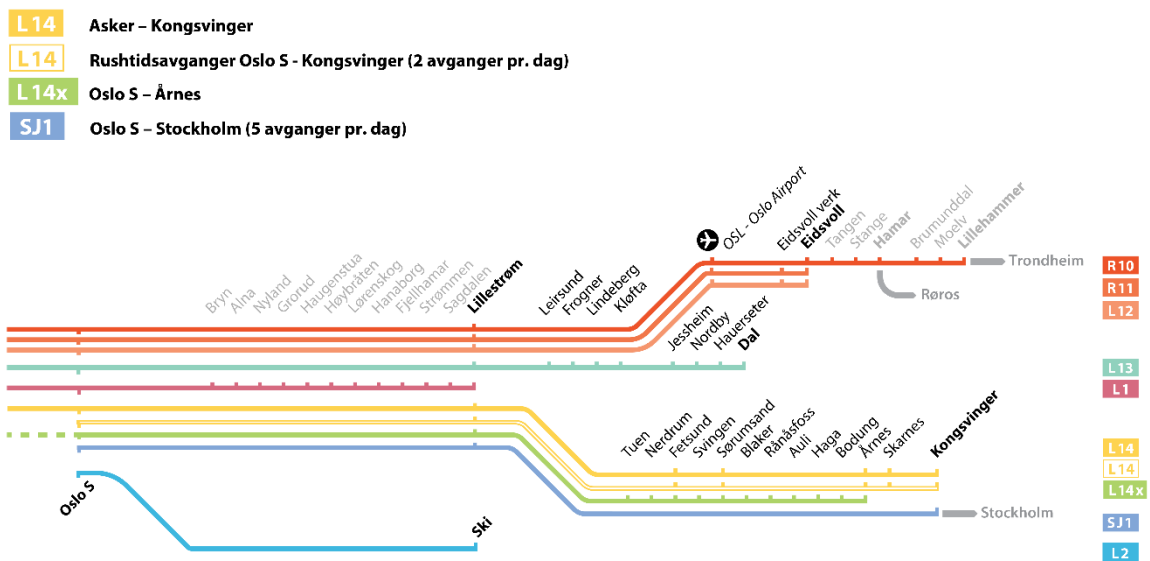 L14 Asker – Kongsvinger
L14 Rushtidsavganger Oslo S - Kongsvinger (2 avganger pr. dag)
L14x Oslo S – Årnes
SJ1 Oslo S – Stockholm (5 avganger pr. dag)
Bryn
Alna
Nyland
Grorud
Haugenstua
Høybråten
Lørenskog
Hanaborg
Fjellhamar
Strømmen
Sagdalen
Lillestrøm
Leirsund
Frogner
Lindeberg
Kløfta
OSL - Oslo Airport
Eidsvoll verk
Eidsvoll
Tangen
Stange
Hamar
Brumunddal
Moelv
Lillehammer
Trondheim
Røros
R10
R11
L12
Jessheim
Nordby
Hauerseter
Dal
L13
L1
Tuen
Nerdrum
Fetsund
Svingen
Sørumsand
Blaker
Rånåsfoss
Auli
Haga
Bodung
Årnes
Skarnes
Kongsvinger
L14
L14
L14x
Stockholm
SJ1
Oslo S
Ski
L2